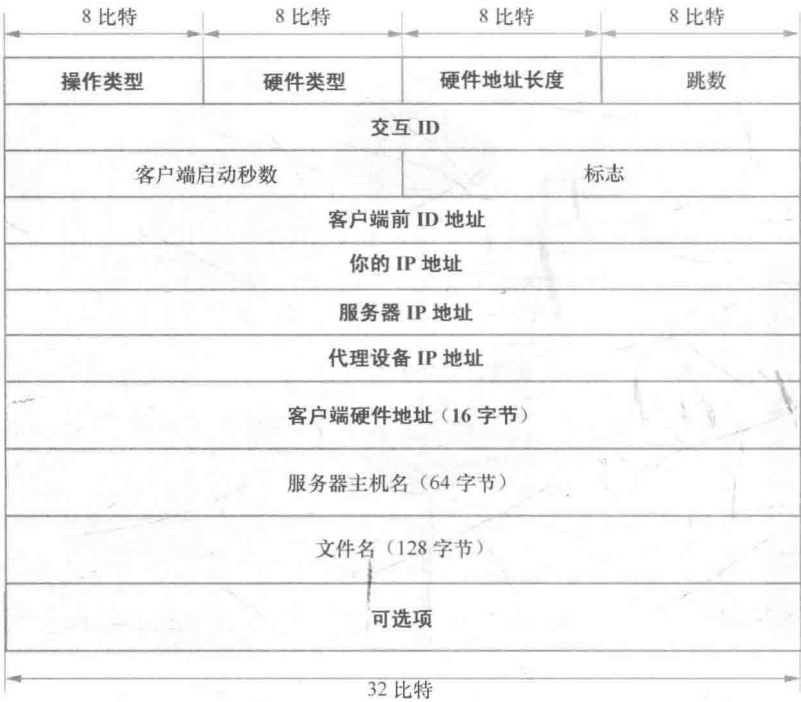 8 比特 8 比特 8 比特 8 比特
操作类型 硬件类型 硬件地址长度 跳数
交互 ID
客户端启动秒数 标志
客户端前 ID 地址
你的 IP 地址
服务器 IP 地址
代理设备 IP 地址
客户端硬件地址（16 字节）
服务器主机名（64 字节）
文件名（128 字节）
可选项
32 比特